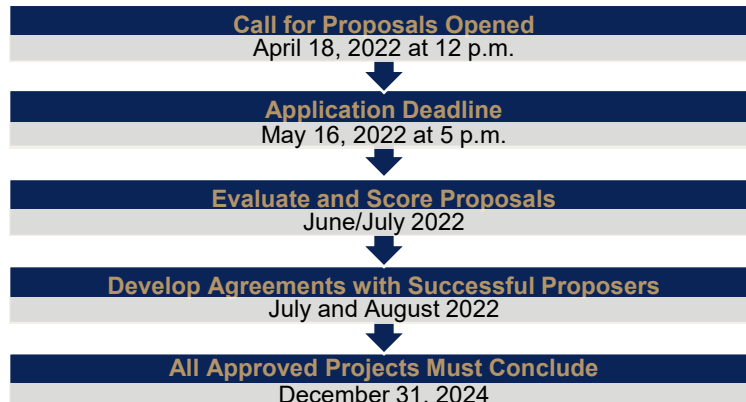 Call for Proposals Opened
April 18, 2022 at 12 p.m.
Application Deadline
May 16, 2022 at 5 p.m.
Evaluate and Score Proposals
June/July 2022
Develop Agreements with Successful Proposers
July and August 2022
All Approved Projects Must Conclude
December 31, 2024